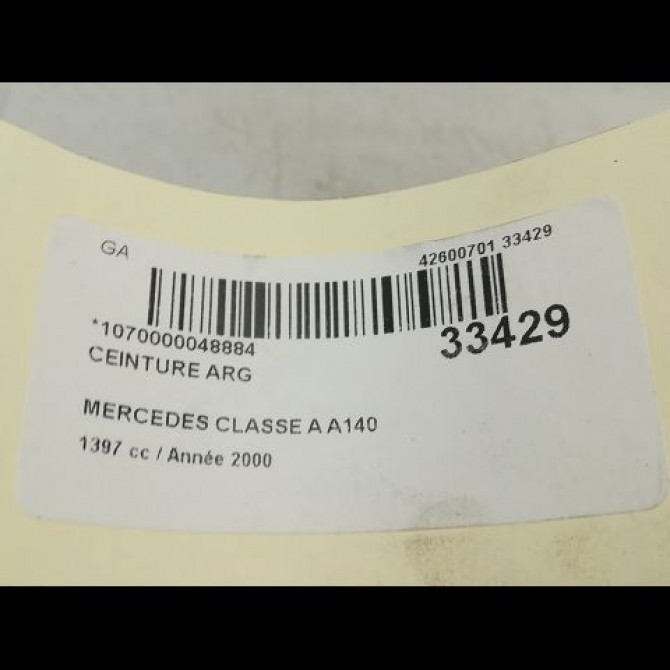 GA
42600701 33429
*1070000048884
33429
CEINTURE ARG
MERCEDES CLASSE A A140
1397 cc / Année 2000